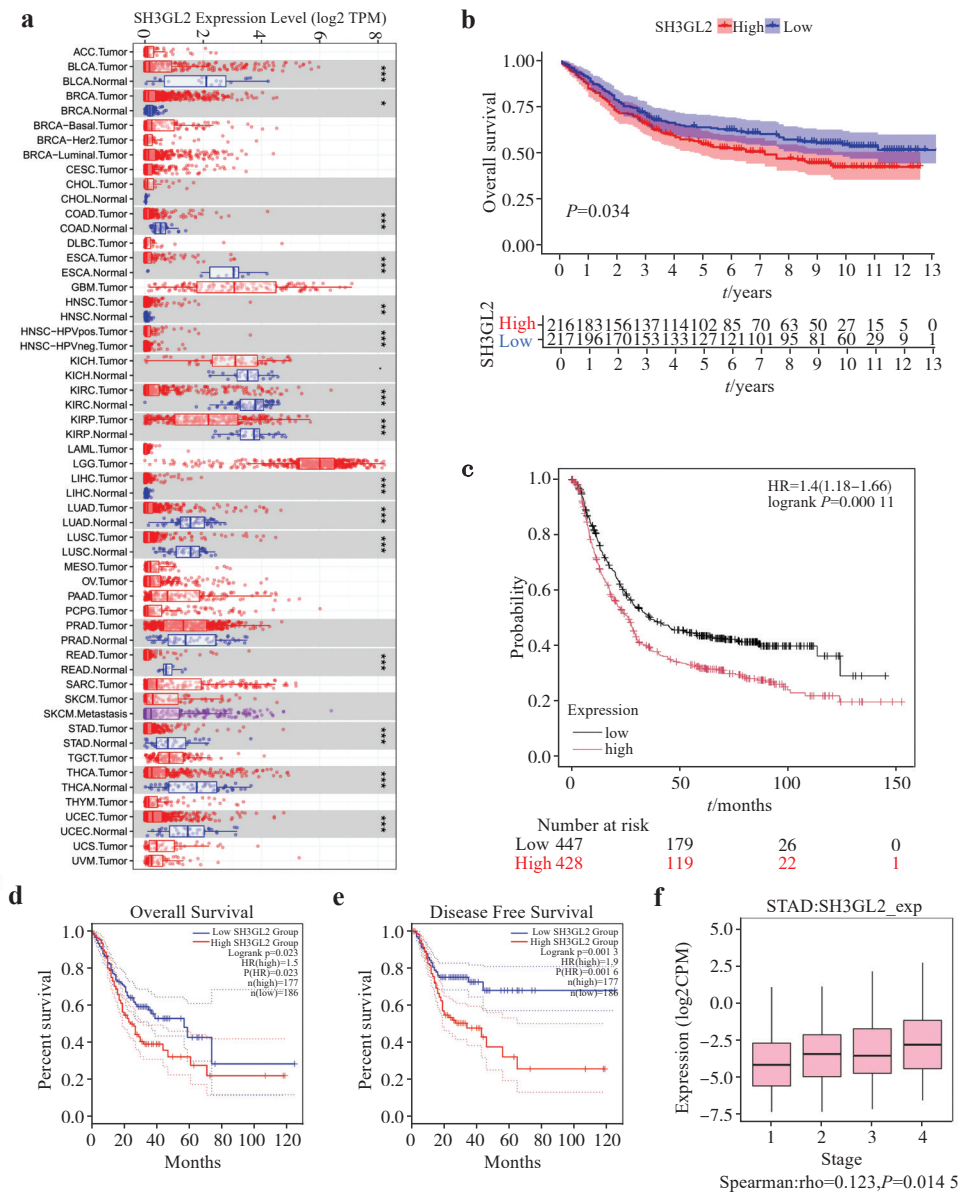 a
SH3GL2 Expression Level (log2 TPM)
0 2 4 6 8
ACC.Tumor
BLCA.Tumor
BLCA.Normal
***
BRCA.Tumor
BRCA.Normal
*
BRCA-Basal.Tumor
BRCA-Her2.Tumor
BRCA-Luminal.Tumor
CESC.Tumor
CHOL.Tumor
CHOL.Normal
COAD.Tumor
COAD.Normal
***
DLBC.Tumor
ESCA.Tumor
ESCA.Normal
***
GBM.Tumor
HNSC.Tumor
HNSC.Normal
**
HNSC-HPVpos.Tumor
HNSC-HPVneg.Tumor
**
KICH.Tumor
KICH.Normal
.
KIRC.Tumor
KIRC.Normal
***
KIRP.Tumor
KIRP.Normal
***
LAML.Tumor
LGG.Tumor
LIHC.Tumor
LIHC.Normal
***
LUAD.Tumor
LUAD.Normal
***
LUSC.Tumor
LUSC.Normal
***
MESO.Tumor
OV.Tumor
PAAD.Tumor
PCPG.Tumor
PRAD.Tumor
PRAD.Normal
READ.Tumor
READ.Normal
***
SARC.Tumor
SKCM.Tumor
SKCM.Metastasis
STAD.Tumor
STAD.Normal
***
TGCT.Tumor
THCA.Tumor
THCA.Normal
***
THYM.Tumor
UCEC.Tumor
UCEC.Normal
***
UCS.Tumor
UVM.Tumor
b
SH3GL2 High Low
Overall survival
1.00
0.75
0.50
0.25
0.00
P=0.034
0 1 2 3 4 5 6 7 8 9 10 11 12 13
t/years
SH3GL2
High 216 183 156 137 114 102 85 70 63 50 27 15 5 0
Low 217 196 170 153 133 127 121 101 95 81 60 29 9 1
0 1 2 3 4 5 6 7 8 9 10 11 12 13
t/years
c
HR=1.4(1.18−1.66)
logrank P=0.000 11
Probability
1.0
0.8
0.6
0.4
0.2
0.0
Expression
low
high
0 50 100 150
t/months
Number at risk
Low 447 179 26 0
High 428 119 22 1
d
Overall Survival
Low SH3GL2 Group
High SH3GL2 Group
Logrank p=0.023
HR(high)=1.5
P(HR)=0.023
n(high)=177
n(low)=186
Percent survival
1.0
0.8
0.6
0.4
0.2
0.0
0 20 40 60 80 100 120
Months
e
Disease Free Survival
Low SH3GL2 Group
High SH3GL2 Group
Logrank p=0.001 3
HR(high)=1.9
P(HR)=0.001 6
n(high)=177
n(low)=186
Percent survival
1.0
0.8
0.6
0.4
0.2
0.0
0 20 40 60 80 100 120
Months
f
STAD:SH3GL2_exp
Expression (log2CPM)
5.0
2.5
0.0
−2.5
−5.0
−7.5
1 2 3 4
Stage
Spearman:rho=0.123,P=0.014 5